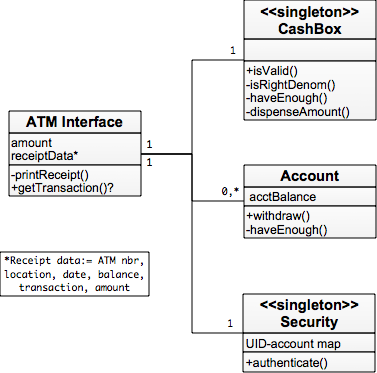 <<singleton>>
CashBox
+isValid()
-isRightDenom()
-haveEnough()
-dispenseAmount()
1
ATM Interface
amount
receiptData*
-printReceipt()
+getTransaction()?
1
1
Account
acctBalance
+withdraw()
-haveEnough()
0,*
*Receipt data:= ATM nbr,
location, date, balance,
transaction, amount
<<singleton>>
Security
UID-account map
+authenticate()
1